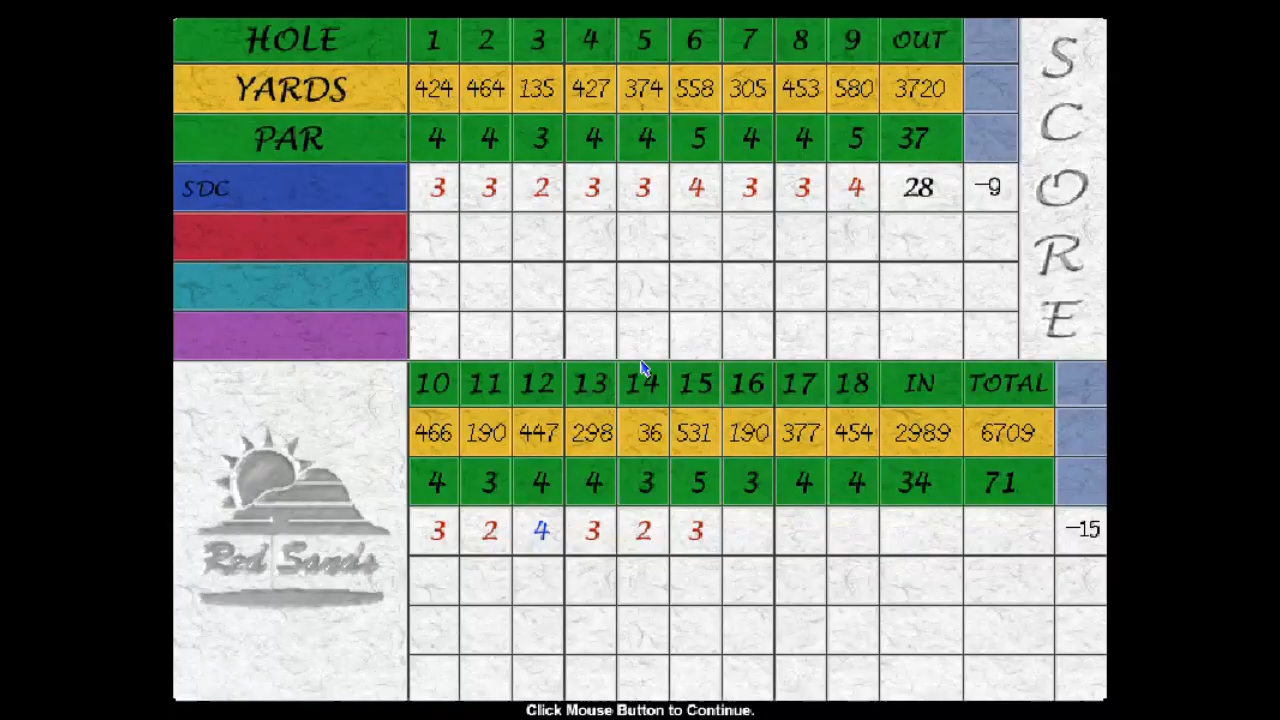 HOLE 1 2 3 4 5 6 7 8 9 OUT
YARDS 424 464 135 427 374 558 305 453 580 3720
PAR 4 4 3 4 4 5 4 4 5 37
SDC 3 3 2 3 3 4 3 3 4 28 -9
SCORE
10 11 12 13 14 15 16 17 18 IN TOTAL
466 190 447 298 36 531 190 377 454 2989 6709
4 3 4 4 3 5 3 4 4 34 71
3 2 4 3 2 3 -15
Red Sands
Click Mouse Button to Continue.